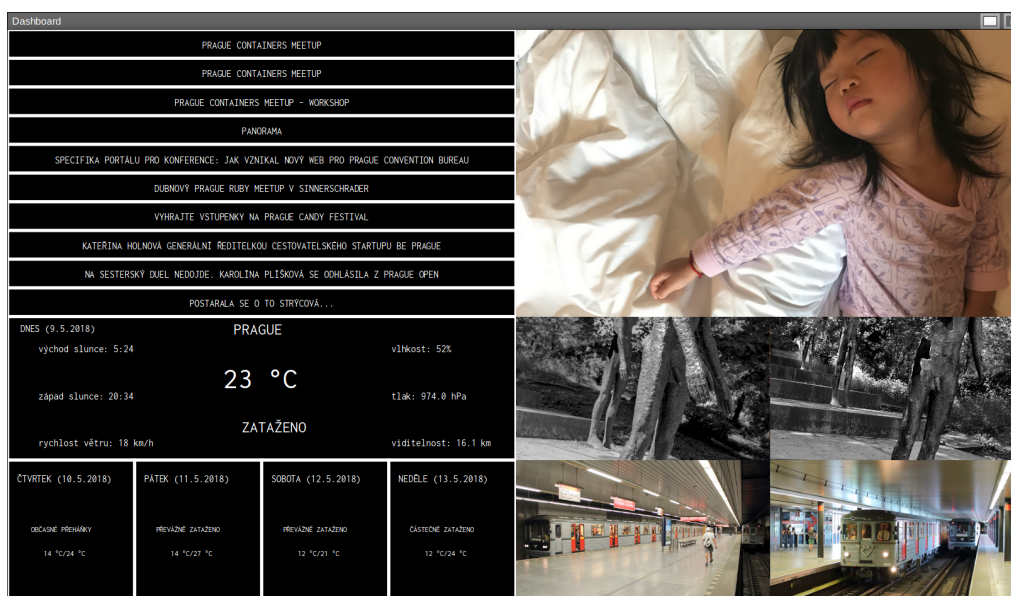 Dashboard
PRAGUE CONTAINERS MEETUP
PRAGUE CONTAINERS MEETUP
PRAGUE CONTAINERS MEETUP - WORKSHOP
PANORAMA
SPECIFIKA PORTÁLU PRO KONFERENCE: JAK VZNIKAL NOVÝ WEB PRO PRAGUE CONVENTION BUREAU
DUBNOVÝ PRAGUE RUBY MEETUP V SINNERSCHRADER
VYHRAJTE VSTUPENKY NA PRAGUE CANDY FESTIVAL
KATEŘINA HOLNOVÁ GENERÁLNÍ ŘEDITELKOU CESTOVATELSKÉHO STARTUPU BE PRAGUE
NA SESTERSKÝ DUEL NEDOJDE. KAROLÍNA PLÍŠKOVÁ SE ODHLÁSILA Z PRAGUE OPEN
POSTARALA SE O TO STRÝCOVÁ...
DNES (9.5.2018)
PRAGUE
východ slunce: 5:24
vlhkost: 52%
23 °C
západ slunce: 20:34
tlak: 974.0 hPa
ZATAŽENO
rychlost větru: 18 km/h
viditelnost: 16.1 km
ČTVRTEK (10.5.2018)
OBČASNÉ PŘEHÁŇKY
14 °C/24 °C
PÁTEK (11.5.2018)
PŘEVÁŽNĚ ZATAŽENO
14 °C/27 °C
SOBOTA (12.5.2018)
PŘEVÁŽNĚ ZATAŽENO
12 °C/21 °C
NEDĚLE (13.5.2018)
ČÁSTEČNĚ ZATAŽENO
12 °C/24 °C